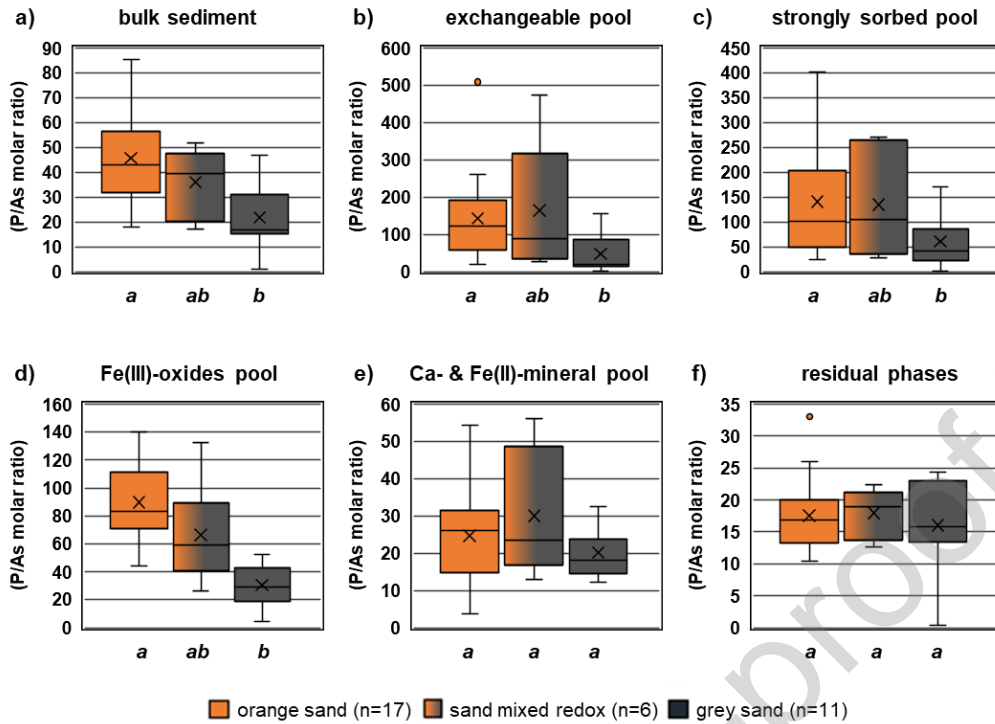 a) bulk sediment
b) exchangeable pool
c) strongly sorbed pool
(P/As molar ratio)
90
80
70
60
50
40
30
20
10
0
a ab b
(P/As molar ratio)
600
500
400
300
200
100
0
a ab b
(P/As molar ratio)
450
400
350
300
250
200
150
100
50
0
a ab b
d) Fe(III)-oxides pool
e) Ca- & Fe(II)-mineral pool
f) residual phases
(P/As molar ratio)
160
140
120
100
80
60
40
20
0
a ab b
(P/As molar ratio)
60
50
40
30
20
10
0
a a a
(P/As molar ratio)
35
30
25
20
15
10
5
0
a a a
proof
orange sand (n=17) sand mixed redox (n=6) grey sand (n=11)